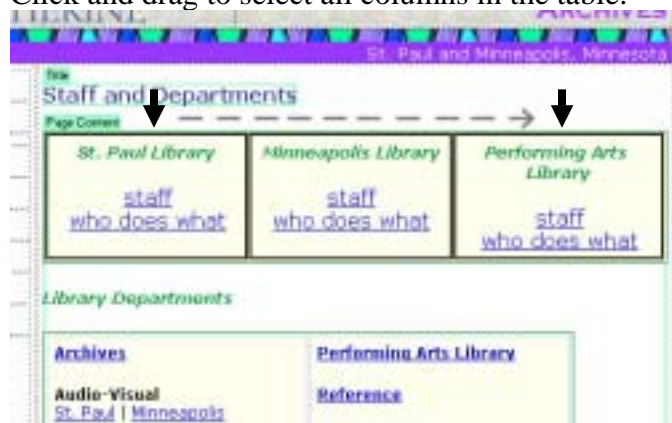 Click and drag to select all columns in the table.
ARCHIVES
St. Paul and Minneapolis, Minnesota
Title
Staff and Departments
Page Content
St. Paul Library
staff
who does what
Minneapolis Library
staff
who does what
Performing Arts
Library
staff
who does what
Library Departments
Archives
Audio-Visual
St. Paul | Minneapolis
Performing Arts Library
Reference